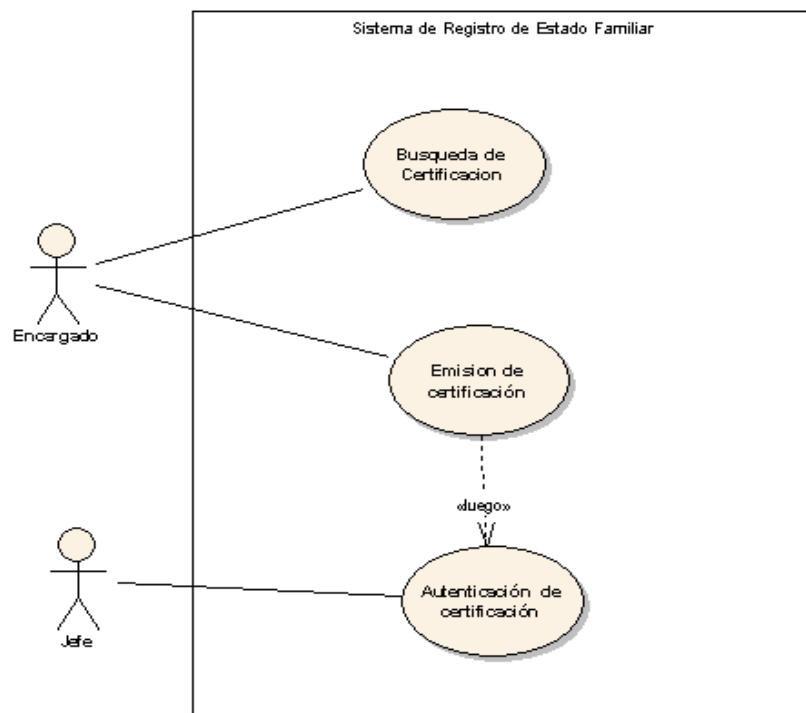 Sistema de Registro de Estado Familiar
Busqueda de
Certificacion
Encargado
Emision de
certificación
«luego»
Autenticación de
certificación
Jefe